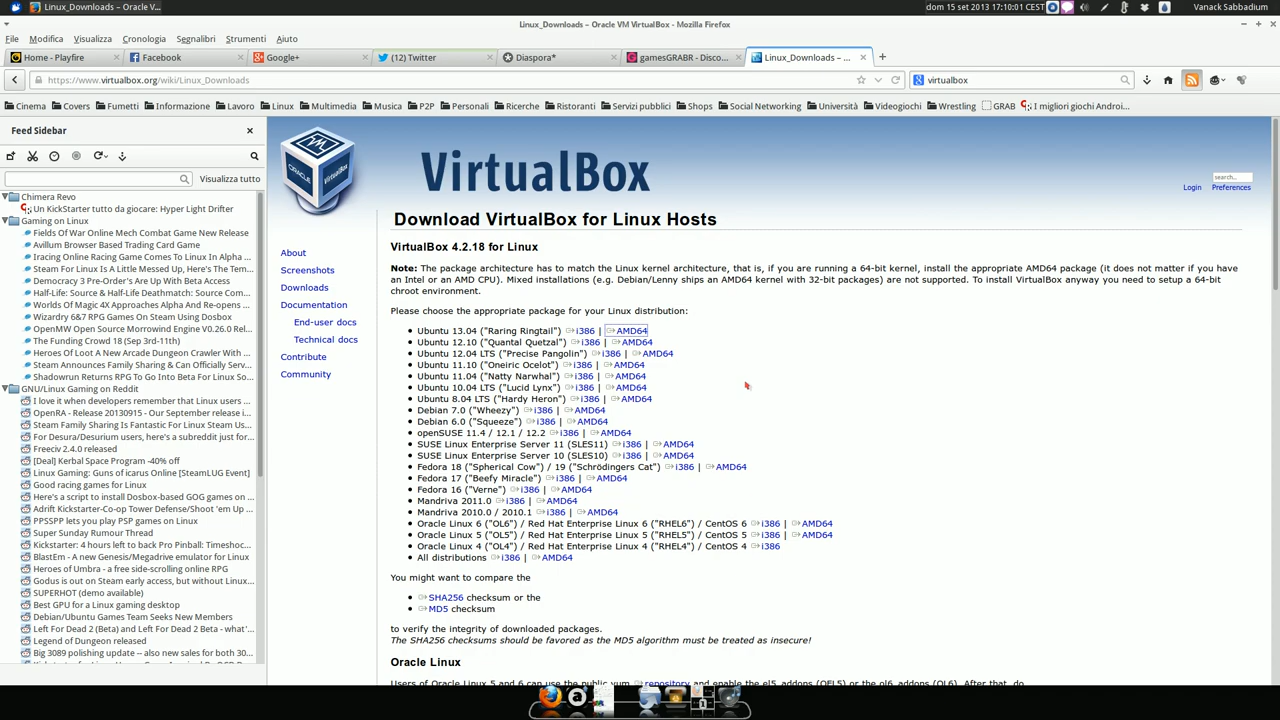 Linux_Downloads – Oracle V...
dom 15 set 2013 17:10:01 CEST
Vanack Sabbadium
Linux_Downloads – Oracle VM VirtualBox - Mozilla Firefox
File Modifica Visualizza Cronologia Segnalibri Strumenti Aiuto
Home - Playfire
Facebook
Google+
(12) Twitter
Diaspora*
gamesGRABR - Disco...
Linux_Downloads – ...
https://www.virtualbox.org/wiki/Linux_Downloads
virtualbox
Cinema Covers Fumetti Informazione Lavoro Linux Multimedia Musica P2P Personali Ricerche Ristoranti Servizi pubblici Shops Social Networking Università Videogiochi Wrestling GRAB I migliori giochi Androi...
Feed Sidebar
Visualizza tutto
Chimera Revo
Un KickStarter tutto da giocare: Hyper Light Drifter
Gaming on Linux
Fields Of War Online Mech Combat Game New Release
Avillum Browser Based Trading Card Game
Iracing Online Racing Game Comes To Linux In Alpha ...
Steam For Linux Is A Little Messed Up, Here's The Tem...
Democracy 3 Pre-Orders Are Up With Beta Access
Half-Life: Source & Half-Life Deathmatch: Source Com...
Worlds Of Magic 4X Approaches Alpha And Re-opens ...
Wizardry 6&7 RPG Games On Steam Using Dosbox
OpenMW Open Source Morrowind Engine V0.26.0 Rel...
The Funding Crowd 18 (Sep 3rd-11th)
Heroes Of Loot A New Arcade Dungeon Crawler With...
Steam Announces Family Sharing & Can Officially Ser...
Shadowrun Returns RPG To Go Into Beta For Linux So...
GNU/Linux Gaming on Reddit
I love it when developers remember that Linux users ...
OpenRA - Release 20130915 - Our September release i...
Steam Family Sharing Is Fantastic For Linux Steam Us...
For Desura/Desurium users, here's a subreddit just for...
Freeciv 2.4.0 released
[Deal] Kerbal Space Program -40% off
Linux Gaming: Guns of icarus Online [SteamLUG Event]
Good racing games for Linux
Here's a script to install Dosbox-based GOG games on ...
Adrift Kickstarter-Co-op Tower Defense/Shoot 'em Up ...
PPSSPP lets you play PSP games on Linux
Super Sunday Rumour Thread
Kickstarter: 4 hours left to back Pro Pinball: Timeshoc...
BlastEm - A new Genesis/Megadrive emulator for Linux
Heroes of Umbra - a free side-scrolling online RPG
Godus is out on Steam early access, but without Linux...
SUPERHOT (demo available)
Best GPU for a Linux gaming desktop
Debian/Ubuntu Games Team Seeks New Members
Left For Dead 2 (Beta) and Left For Dead 2 Beta - what'...
Legend of Dungeon released
Big 3089 polishing update -- also new sales for both 30...
VirtualBox
search...
Login Preferences
About
Screenshots
Downloads
Documentation
End-user docs
Technical docs
Contribute
Community
Download VirtualBox for Linux Hosts
VirtualBox 4.2.18 for Linux
Note: The package architecture has to match the Linux kernel architecture, that is, if you are running a 64-bit kernel, install the appropriate AMD64 package (it does not matter if you have
an Intel or an AMD CPU). Mixed installations (e.g. Debian/Lenny ships an AMD64 kernel with 32-bit packages) are not supported. To install VirtualBox anyway you need to setup a 64-bit
chroot environment.
Please choose the appropriate package for your Linux distribution:
Ubuntu 13.04 ("Raring Ringtail") i386 | AMD64
Ubuntu 12.10 ("Quantal Quetzal") i386 | AMD64
Ubuntu 12.04 LTS ("Precise Pangolin") i386 | AMD64
Ubuntu 11.10 ("Oneiric Ocelot") i386 | AMD64
Ubuntu 11.04 ("Natty Narwhal") i386 | AMD64
Ubuntu 10.04 LTS ("Lucid Lynx") i386 | AMD64
Ubuntu 8.04 LTS ("Hardy Heron") i386 | AMD64
Debian 7.0 ("Wheezy") i386 | AMD64
Debian 6.0 ("Squeeze") i386 | AMD64
openSUSE 11.4 / 12.1 / 12.2 i386 | AMD64
SUSE Linux Enterprise Server 11 (SLES11) i386 | AMD64
SUSE Linux Enterprise Server 10 (SLES10) i386 | AMD64
Fedora 18 ("Spherical Cow") / 19 ("Schrödingers Cat") i386 | AMD64
Fedora 17 ("Beefy Miracle") i386 | AMD64
Fedora 16 ("Verne") i386 | AMD64
Mandriva 2011.0 i386 | AMD64
Mandriva 2010.0 / 2010.1 i386 | AMD64
Oracle Linux 6 ("OL6") / Red Hat Enterprise Linux 6 ("RHEL6") / CentOS 6 i386 | AMD64
Oracle Linux 5 ("OL5") / Red Hat Enterprise Linux 5 ("RHEL5") / CentOS 5 i386 | AMD64
Oracle Linux 4 ("OL4") / Red Hat Enterprise Linux 4 ("RHEL4") / CentOS 4 i386
All distributions i386 | AMD64
You might want to compare the
SHA256 checksum or the
MD5 checksum
to verify the integrity of downloaded packages.
The SHA256 checksums should be favored as the MD5 algorithm must be treated as insecure!
Oracle Linux
Users of Oracle Linux 5 and 6 can use the public yum repository and enable the el5_addons (OEL5) or the ol6_addons (OL6). After that, do